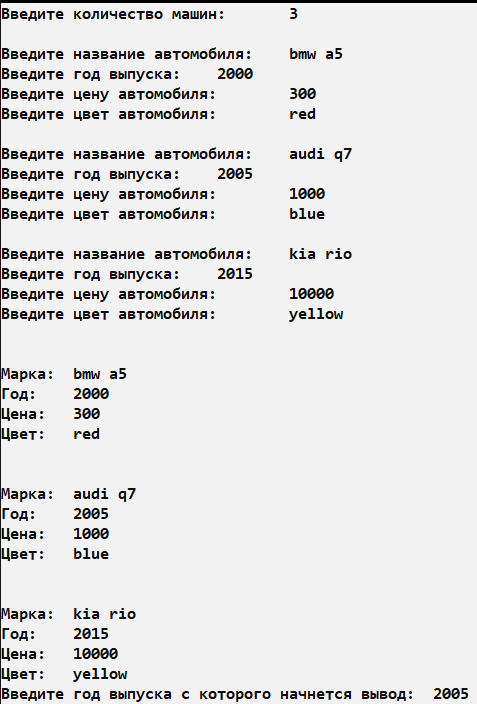 Введите количество машин: 3
Введите название автомобиля: bmw a5
Введите год выпуска: 2000
Введите цену автомобиля: 300
Введите цвет автомобиля: red
Введите название автомобиля: audi q7
Введите год выпуска: 2005
Введите цену автомобиля: 1000
Введите цвет автомобиля: blue
Введите название автомобиля: kia rio
Введите год выпуска: 2015
Введите цену автомобиля: 10000
Введите цвет автомобиля: yellow
Марка: bmw a5
Год: 2000
Цена: 300
Цвет: red
Марка: audi q7
Год: 2005
Цена: 1000
Цвет: blue
Марка: kia rio
Год: 2015
Цена: 10000
Цвет: yellow
Введите год выпуска с которого начнется вывод: 2005